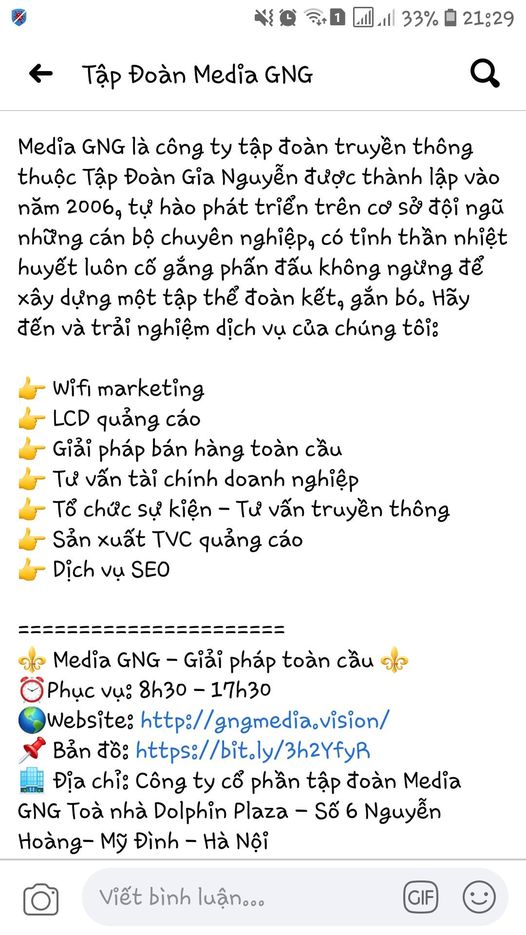 33% 21:29
Tập Đoàn Media GNG
Media GNG là công ty tập đoàn truyền thông
thuộc Tập Đoàn Gia Nguyễn được thành lập vào
năm 2006, tự hào phát triển trên cơ sở đội ngũ
những cán bộ chuyên nghiệp, có tinh thần nhiệt
huyết luôn cố gắng phấn đấu không ngừng để
xây dựng một tập thể đoàn kết, gắn bó. Hãy
đến và trải nghiệm dịch vụ của chúng tôi:
👉 Wifi marketing
👉 LCD quảng cáo
👉 Giải pháp bán hàng toàn cầu
👉 Tư vấn tài chính doanh nghiệp
👉 Tổ chức sự kiện – Tư vấn truyền thông
👉 Sản xuất TVC quảng cáo
👉 Dịch vụ SEO
======================
⚜️ Media GNG – Giải pháp toàn cầu ⚜️
⏰Phục vụ: 8h30 – 17h30
🌎Website: http://gngmedia.vision/
📌 Bản đồ: https://bit.ly/3h2YfyR
🏢 Địa chỉ: Công ty cổ phần tập đoàn Media
GNG Toà nhà Dolphin Plaza – Số 6 Nguyễn
Hoàng– Mỹ Đình – Hà Nội
Viết bình luận... GIF